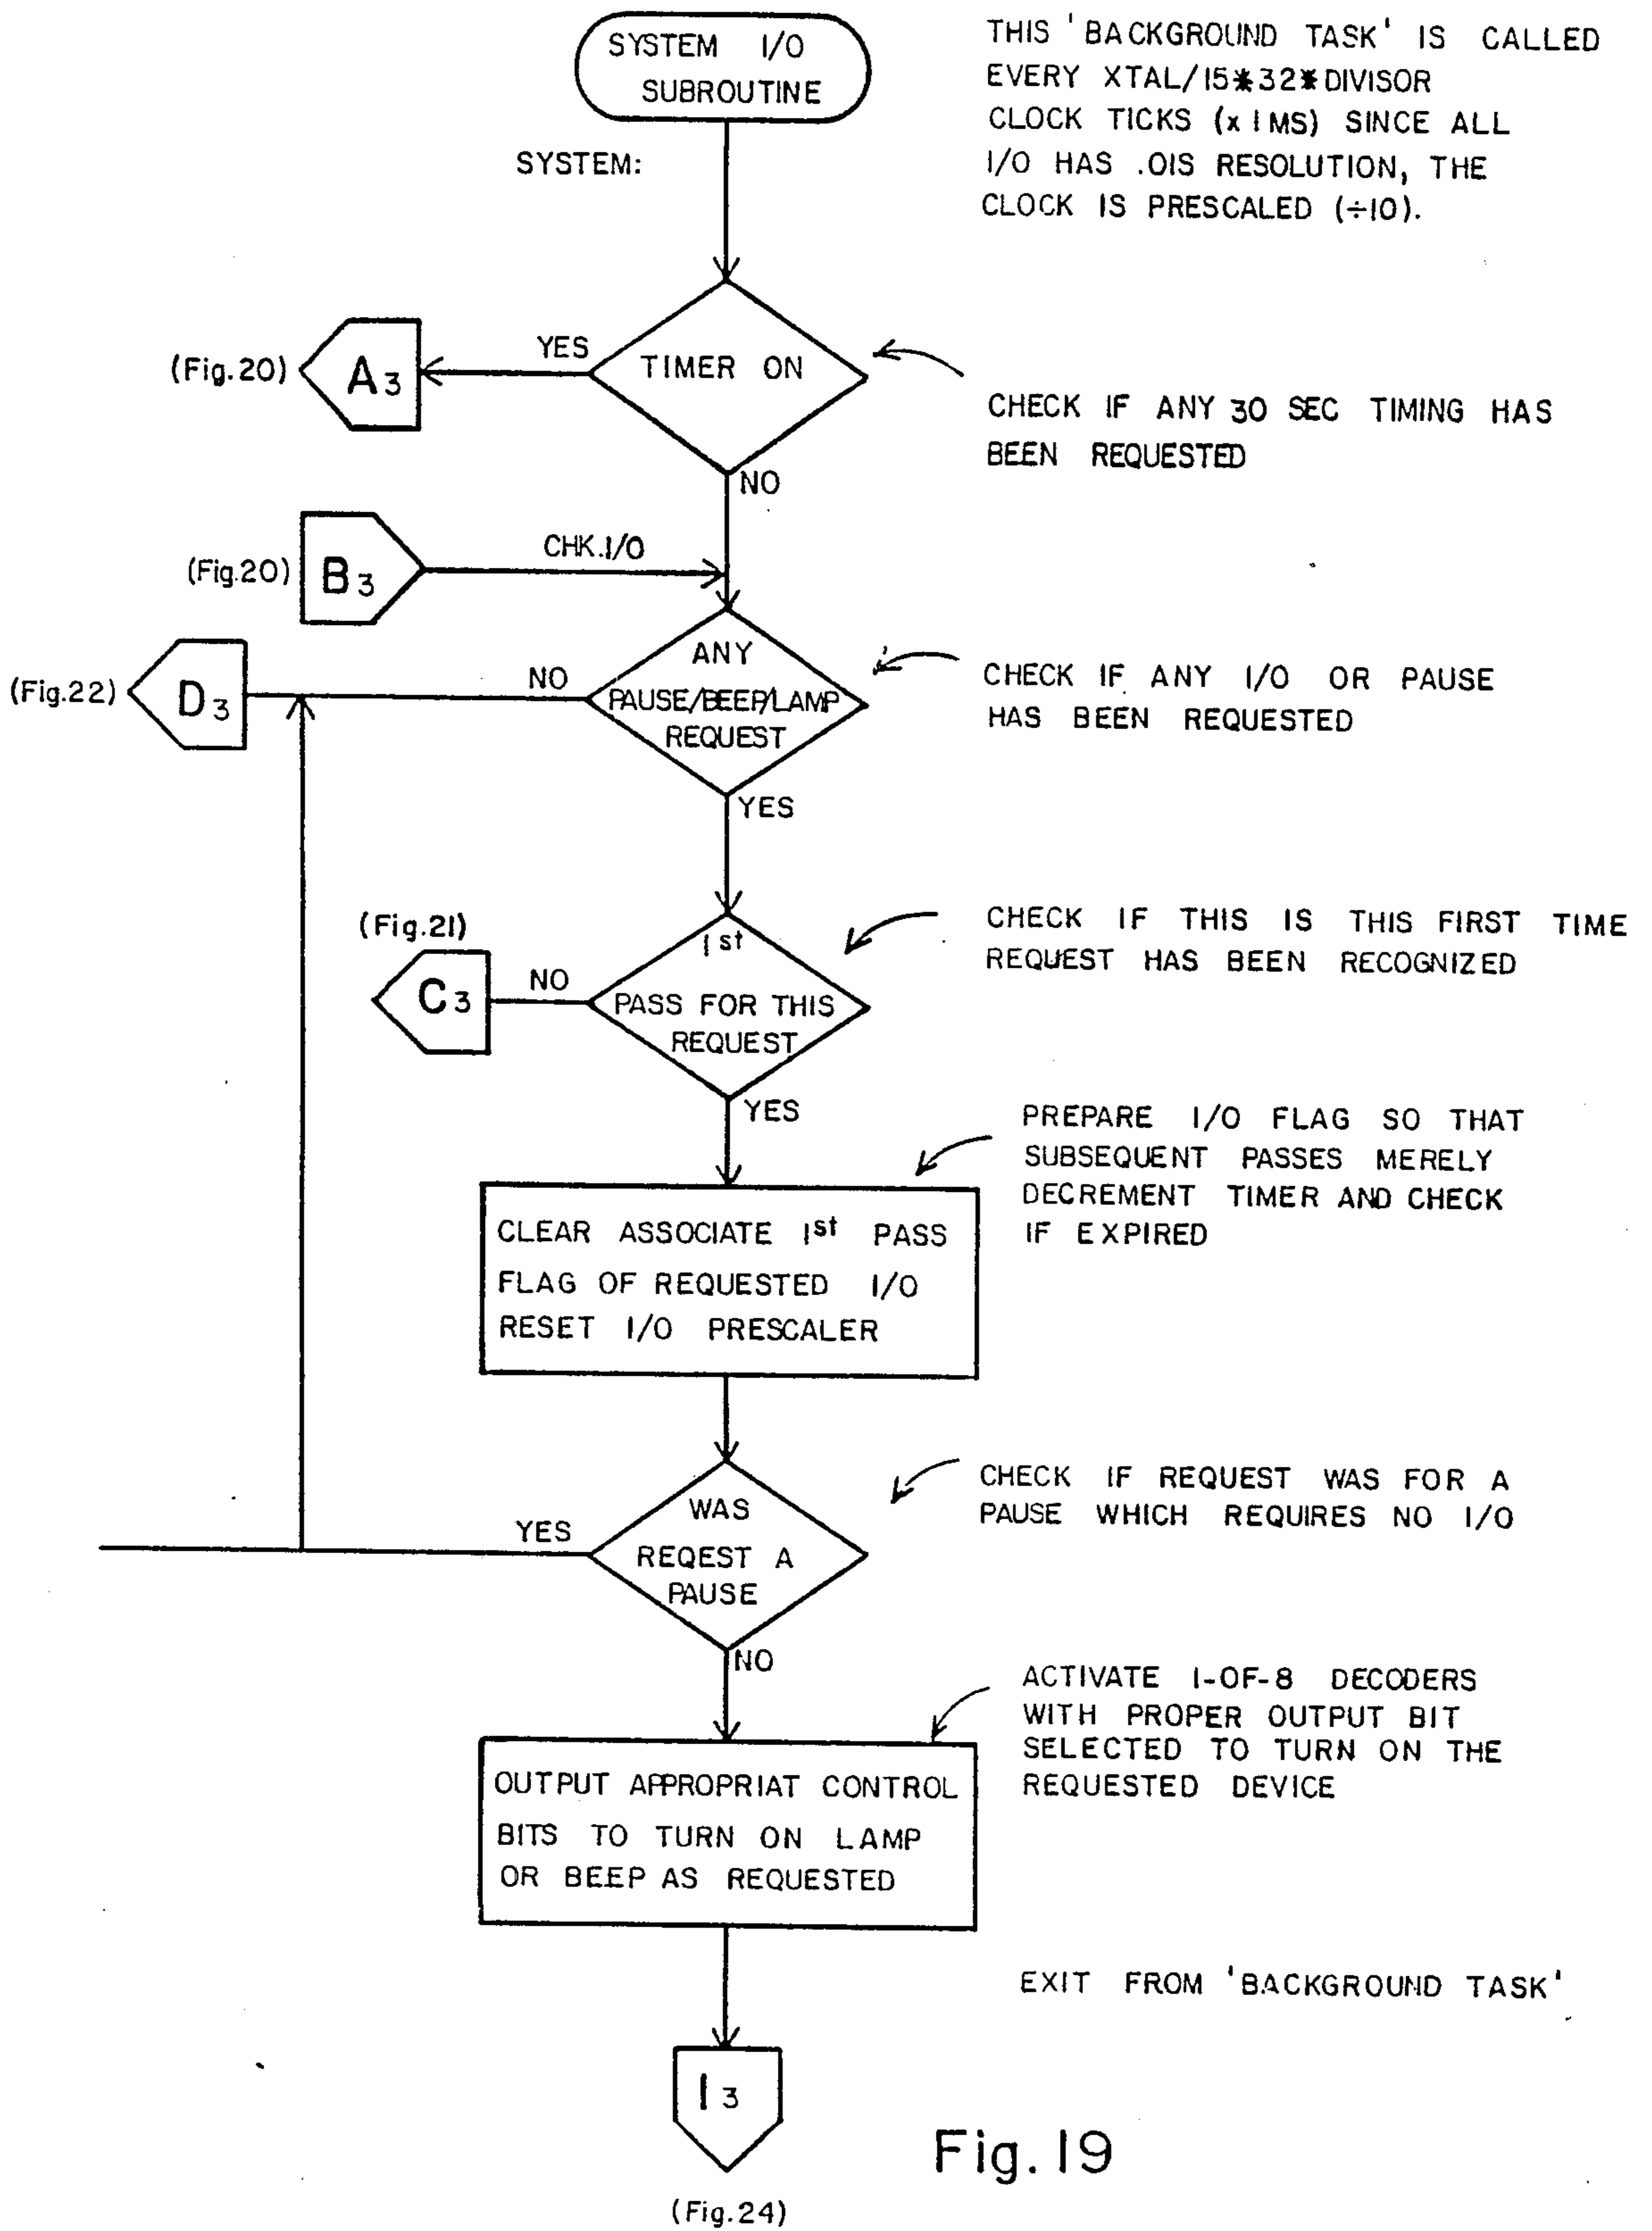 SYSTEM I/O
SUBROUTINE
THIS 'BACKGROUND TASK' IS CALLED
EVERY XTAL/15*32*DIVISOR
CLOCK TICKS (x 1MS) SINCE ALL
I/O HAS .01S RESOLUTION, THE
CLOCK IS PRESCALED (÷10).
SYSTEM:
TIMER ON
YES
(Fig.20)
A3
CHECK IF ANY 30 SEC TIMING HAS
BEEN REQUESTED
NO
(Fig.20)
B3
CHK.I/O
ANY
PAUSE/BEEP/LAMP
REQUEST
NO
(Fig.22)
D3
CHECK IF ANY I/O OR PAUSE
HAS BEEN REQUESTED
YES
(Fig.21)
C3
NO
1st
PASS FOR THIS
REQUEST
CHECK IF THIS IS THIS FIRST TIME
REQUEST HAS BEEN RECOGNIZED
YES
PREPARE I/O FLAG SO THAT
SUBSEQUENT PASSES MERELY
DECREMENT TIMER AND CHECK
IF EXPIRED
CLEAR ASSOCIATE 1st PASS
FLAG OF REQUESTED I/O
RESET I/O PRESCALER
CHECK IF REQUEST WAS FOR A
PAUSE WHICH REQUIRES NO I/O
YES
WAS
REQEST A
PAUSE
NO
ACTIVATE 1-OF-8 DECODERS
WITH PROPER OUTPUT BIT
SELECTED TO TURN ON THE
REQUESTED DEVICE
OUTPUT APPROPRIAT CONTROL
BITS TO TURN ON LAMP
OR BEEP AS REQUESTED
EXIT FROM 'BACKGROUND TASK'
I3
(Fig.24)
Fig.19